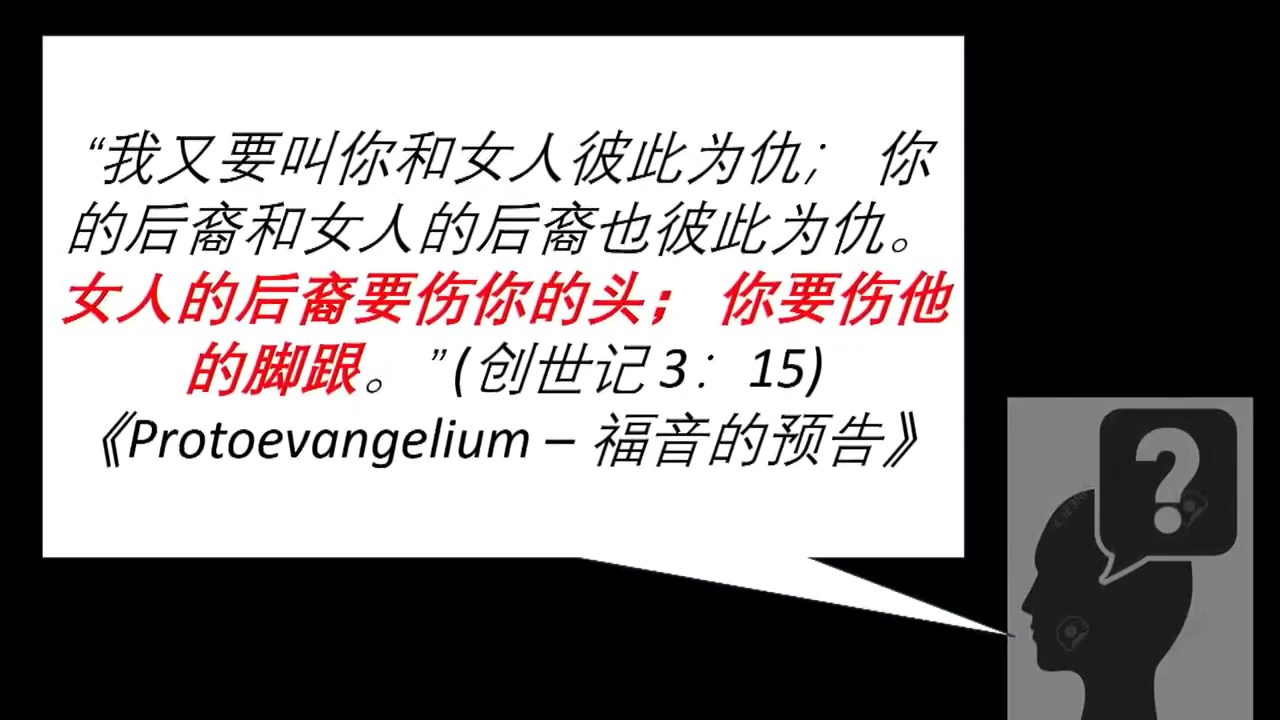 “我又要叫你和女人彼此为仇； 你
的后裔和女人的后裔也彼此为仇。
女人的后裔要伤你的头； 你要伤他
的脚跟。 ”(创世记 3： 15)
《Protoevangelium – 福音的预告》
?